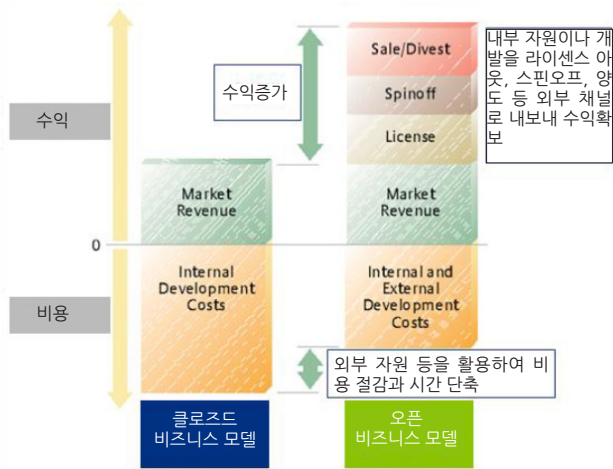 Sale/Divest
Spinoff
License
Market
Revenue
Internal and
External
Development
Costs
Market
Revenue
Internal
Development
Costs
수익증가
내부 자원이나 개
발을 라이센스 아
웃, 스핀오프, 양
도 등 외부 채널
로 내보내 수익확
보
수익
0
비용
외부 자원 등을 활용하여 비
용 절감과 시간 단축
클로즈드
비즈니스 모델
오픈
비즈니스 모델